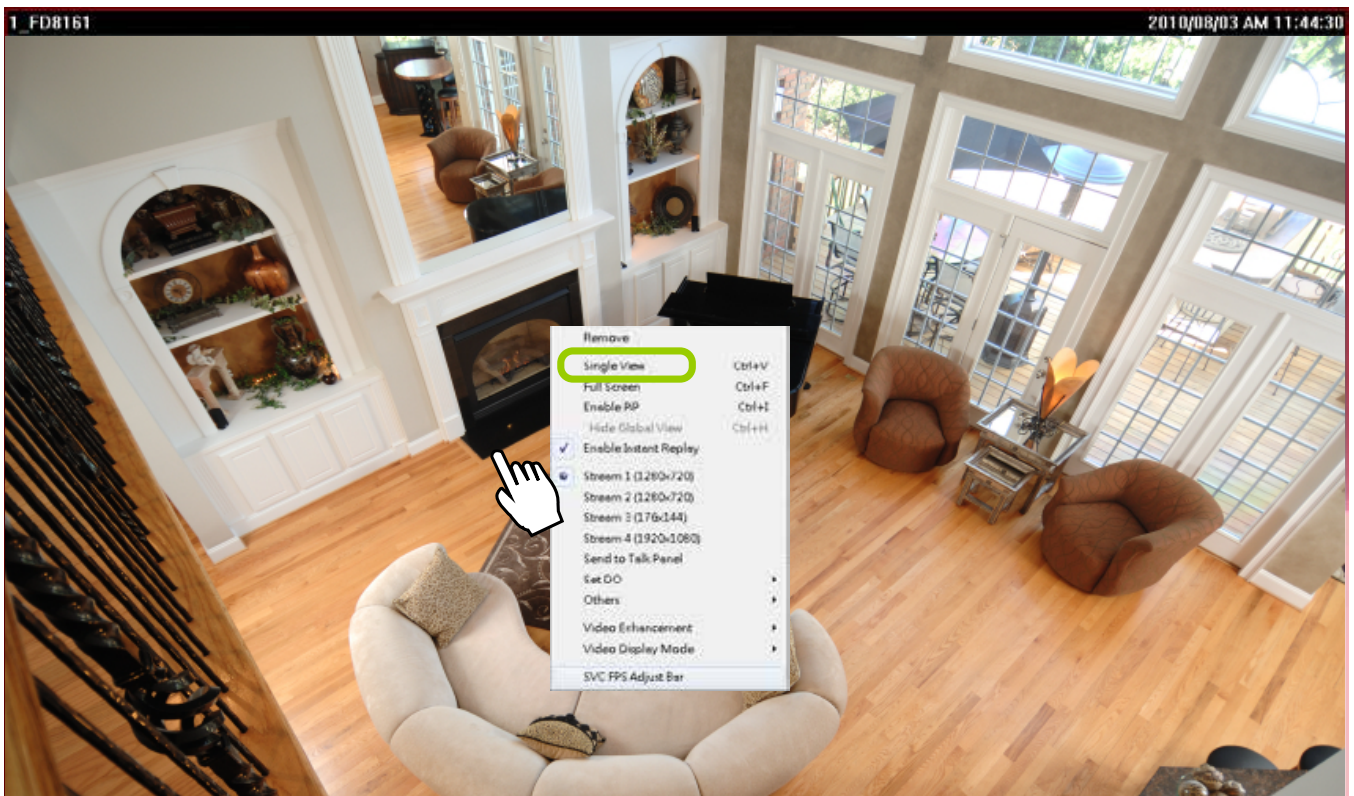 1_FD8161 2010/08/03 AM 11:44:30
Remove
Single View Ctrl+V
Full Screen Ctrl+F
Enable PiP Ctrl+I
Hide Global View Ctrl+H
Enable Instant Replay
Stream 1 (1280x720)
Stream 2 (1280x720)
Stream 3 (176x144)
Stream 4 (1920x1080)
Send to Talk Panel
Set DO
Others
Video Enhancement
Video Display Mode
SVC FPS Adjust Bar